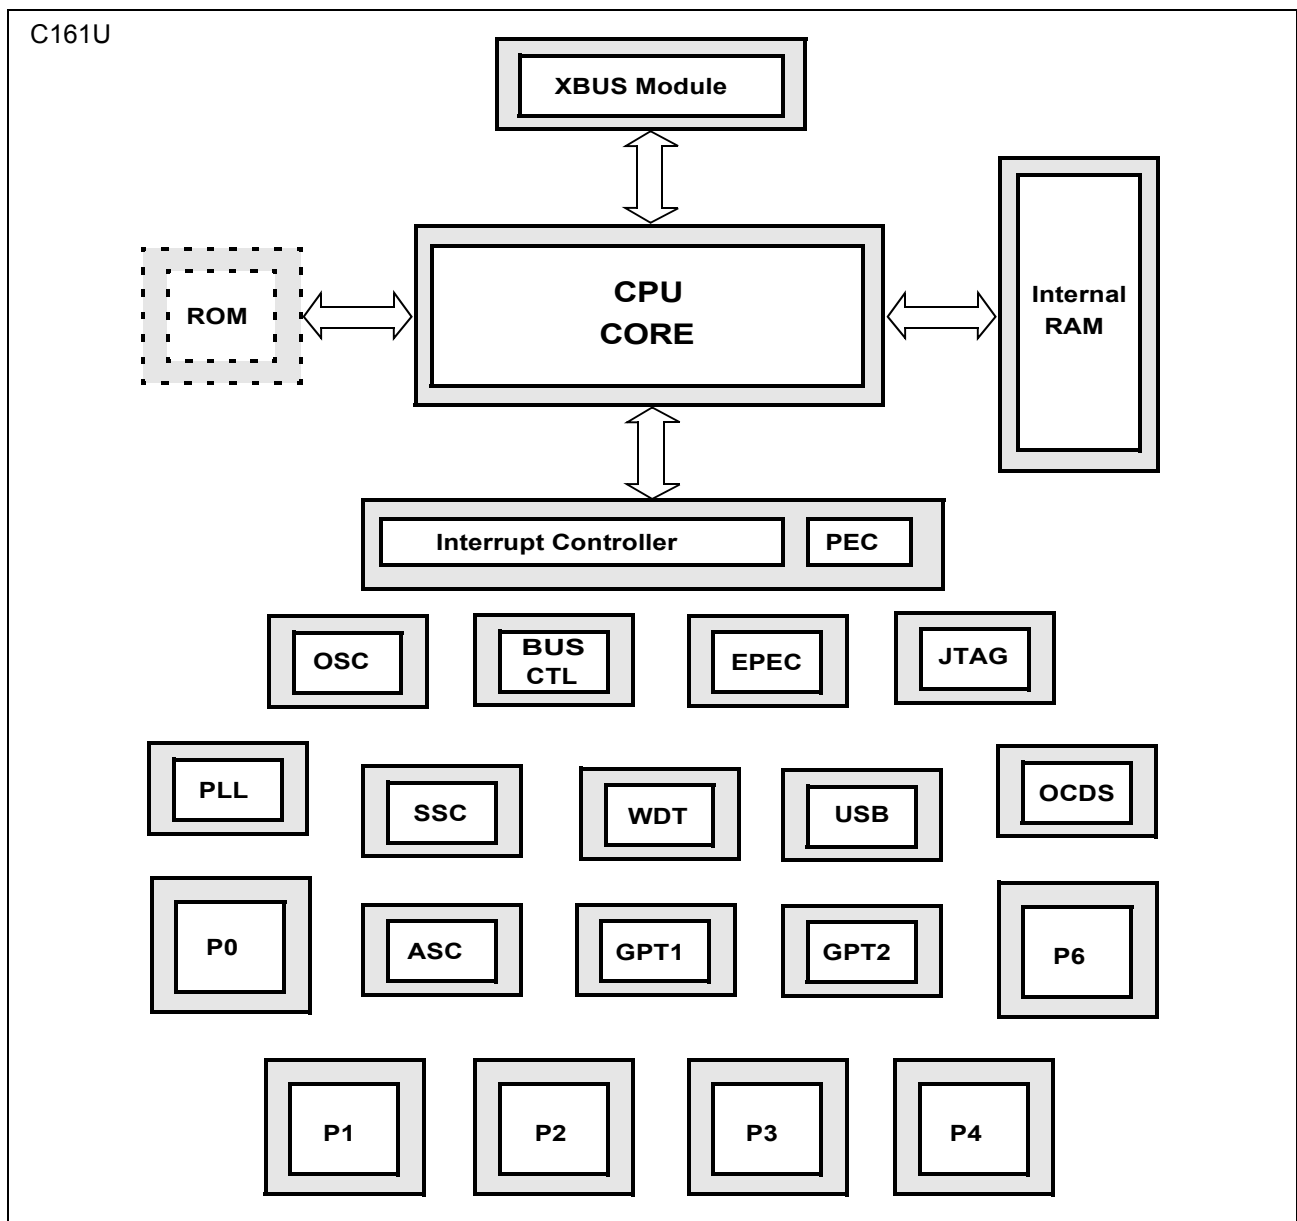 C161U
XBUS Module
CPU
CORE
ROM
Internal
RAM
Interrupt Controller
PEC
OSC
BUS
CTL
EPEC
JTAG
PLL
SSC
WDT
USB
OCDS
P0
ASC
GPT1
GPT2
P6
P1
P2
P3
P4